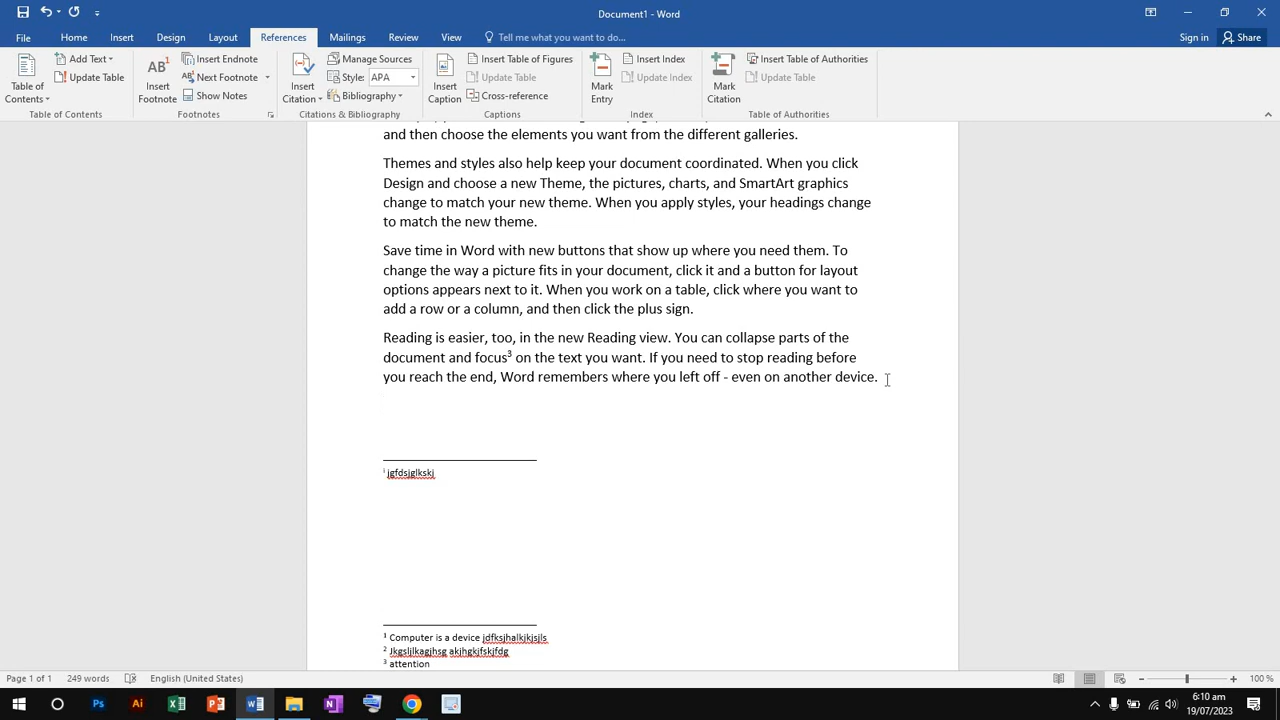 Document1 - Word
File Home Insert Design Layout References Mailings Review View Tell me what you want to do... Sign in Share
Table of Contents
Add Text
Update Table
Table of Contents
AB1 Insert Footnote
Insert Endnote
Next Footnote
Show Notes
Footnotes
Insert Citation
Manage Sources
Style: APA
Bibliography
Citations & Bibliography
Insert Caption
Insert Table of Figures
Update Table
Cross-reference
Captions
Mark Entry
Insert Index
Update Index
Index
Mark Citation
Insert Table of Authorities
Update Table
Table of Authorities
and then choose the elements you want from the different galleries.
Themes and styles also help keep your document coordinated. When you click
Design and choose a new Theme, the pictures, charts, and SmartArt graphics
change to match your new theme. When you apply styles, your headings change
to match the new theme.
Save time in Word with new buttons that show up where you need them. To
change the way a picture fits in your document, click it and a button for layout
options appears next to it. When you work on a table, click where you want to
add a row or a column, and then click the plus sign.
Reading is easier, too, in the new Reading view. You can collapse parts of the
document and focus3 on the text you want. If you need to stop reading before
you reach the end, Word remembers where you left off - even on another device.
i jgfdsjglkskj
1 Computer is a device jdfksjhalkjkjsjls
2 Jkgsljlkagjhsg akjhgkjfskjfdg
3 attention
Page 1 of 1 249 words English (United States) 100 %
6:10 am
19/07/2023